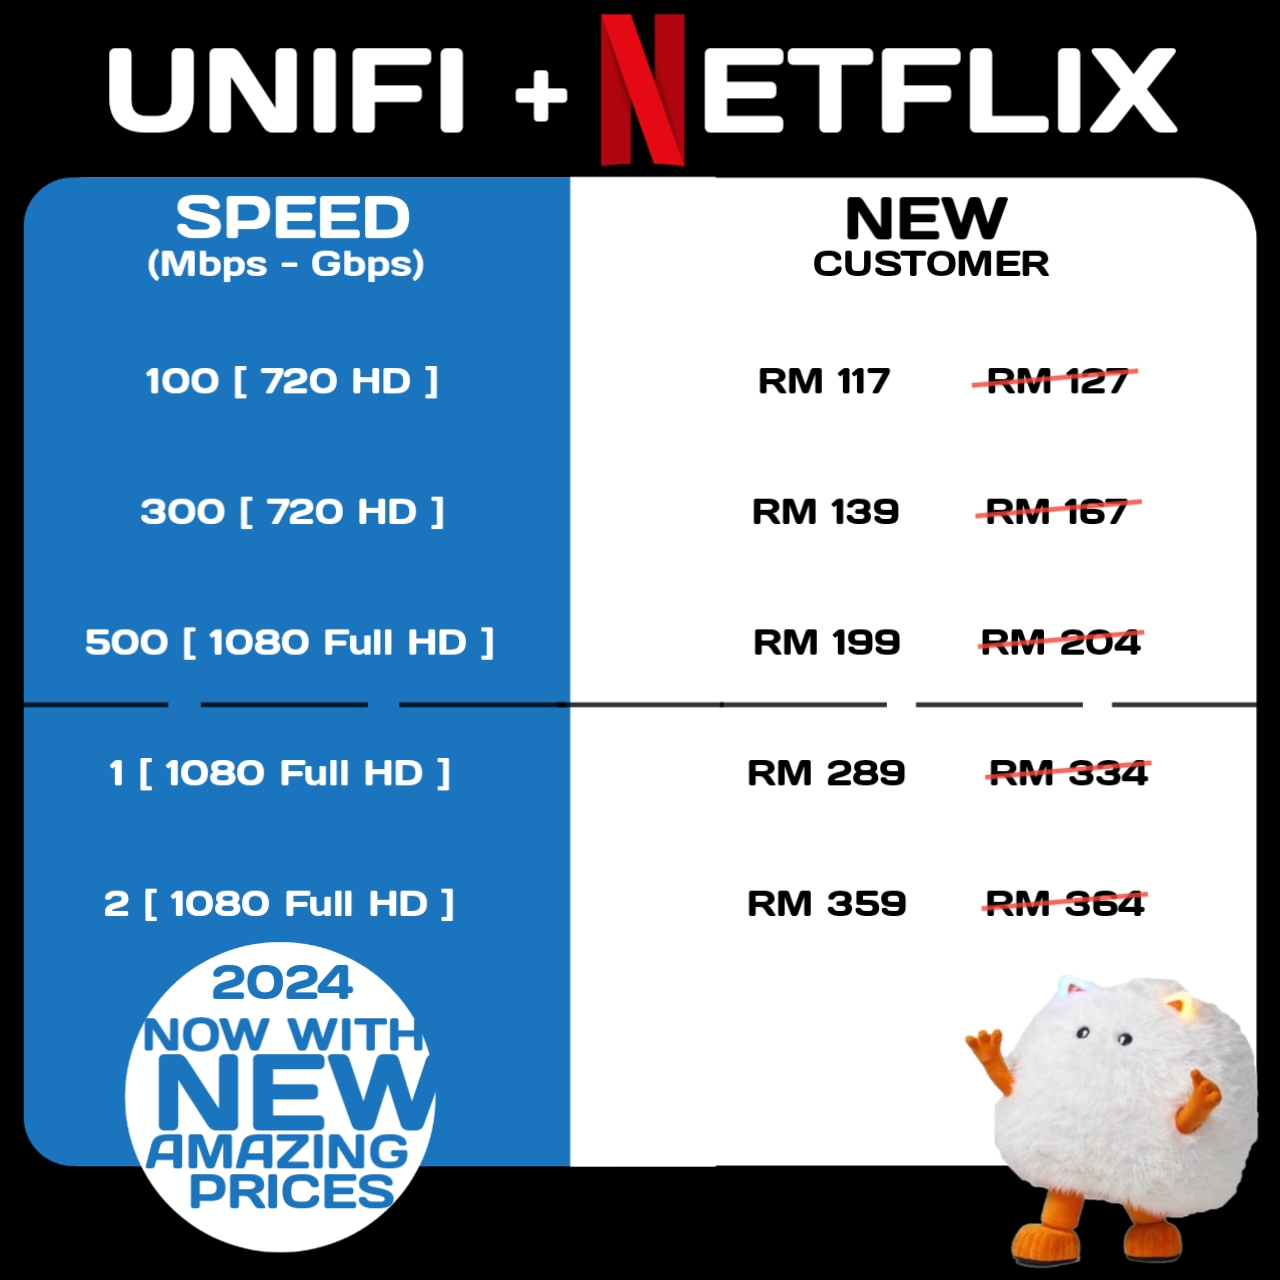 UNIFI + NETFLIX
SPEED
(Mbps - Gbps)
NEW
CUSTOMER
100 [ 720 HD ] RM 117 RM 127
300 [ 720 HD ] RM 139 RM 167
500 [ 1080 Full HD ] RM 199 RM 204
1 [ 1080 Full HD ] RM 289 RM 334
2 [ 1080 Full HD ] RM 359 RM 364
2024
NOW WITH
NEW
AMAZING
PRICES